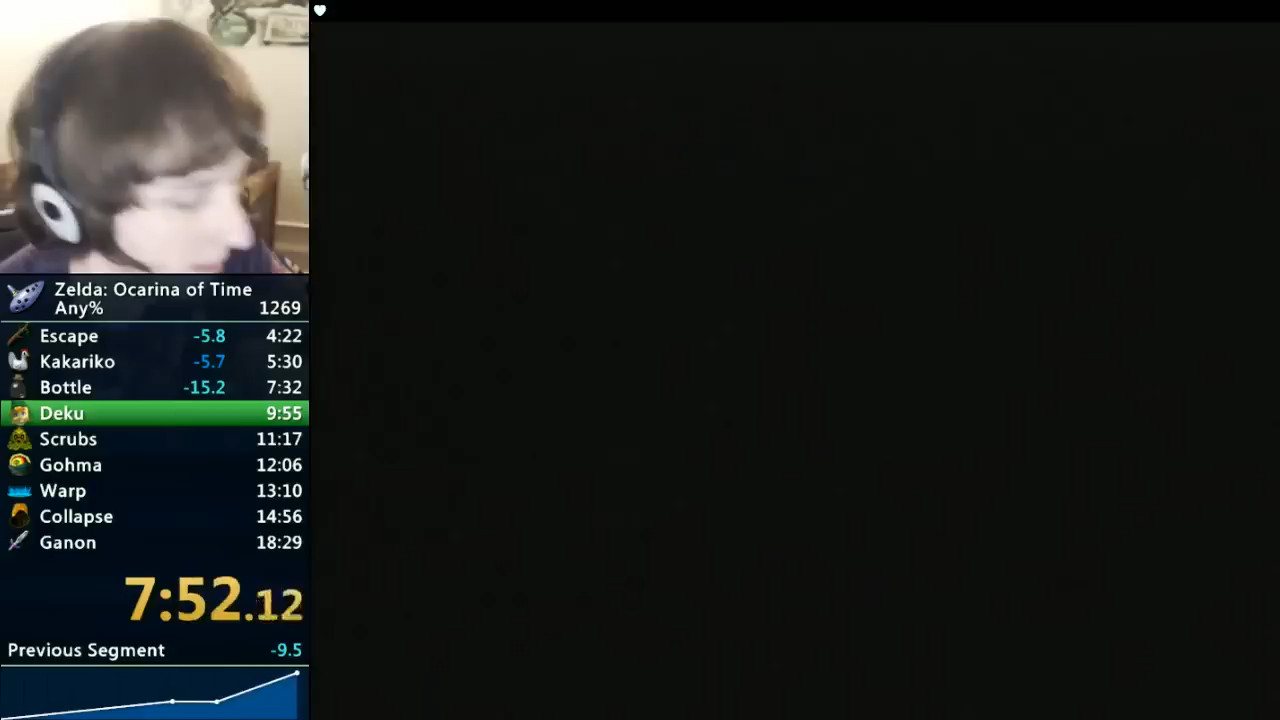 Zelda: Ocarina of Time
Any% 1269
Escape -5.8 4:22
Kakariko -5.7 5:30
Bottle -15.2 7:32
Deku 9:55
Scrubs 11:17
Gohma 12:06
Warp 13:10
Collapse 14:56
Ganon 18:29
7:52.12
Previous Segment -9.5